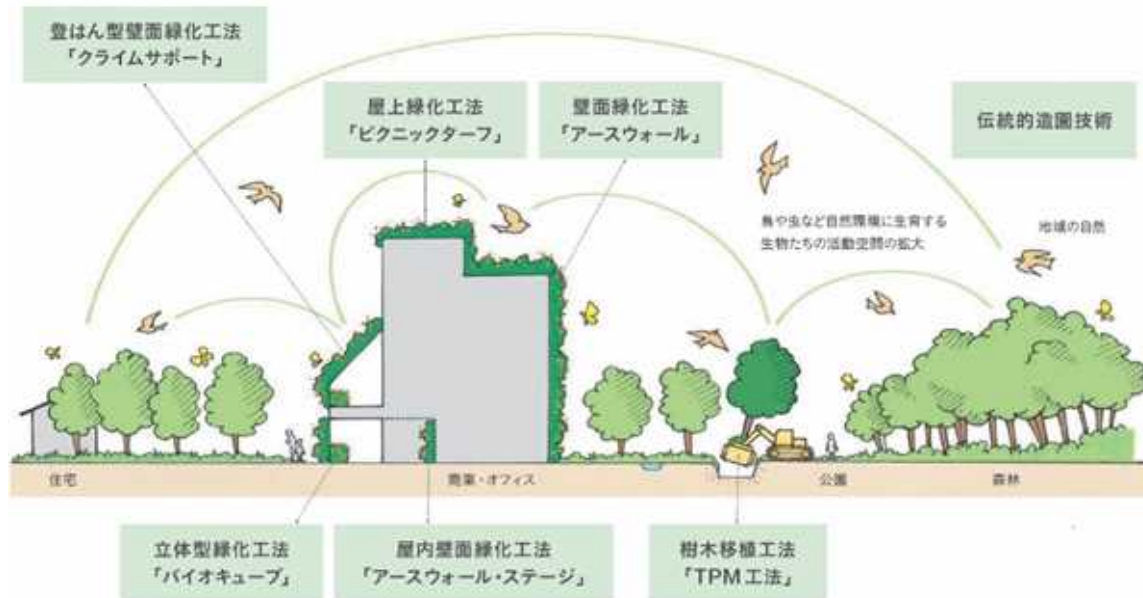 登はん型壁面緑化工法
「クライムサポート」
屋上緑化工法
「ピクニックターフ」
壁面緑化工法
「アースウォール」
伝統的造園技術
鳥や虫など自然環境に生育する
生物たちの活動空間の拡大
地域の自然
住宅
商業・オフィス
公園
森林
立体型緑化工法
「バイオキューブ」
屋内壁面緑化工法
「アースウォール・ステージ」
樹木移植工法
「TPM工法」